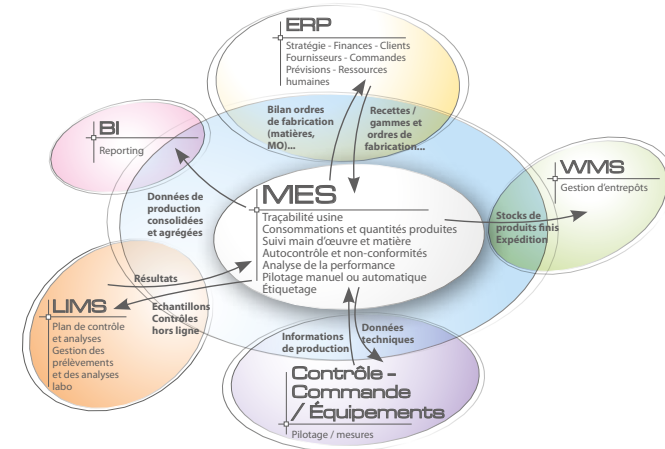 ERP
Stratégie - Finances - Clients
Fournisseurs - Commandes
Prévisions - Ressources
humaines
Bilan ordres
de fabrication
(matières,
MO)...
Recettes /
gammes et
ordres de
fabrication...
BI
Reporting
WMS
Gestion d'entrepôts
Données de
production
consolidées
et agrégées
MES
Traçabilité usine
Consommations et quantités produites
Suivi main d'œuvre et matière
Autocontrôle et non-conformités
Analyse de la performance
Pilotage manuel ou automatique
Étiquetage
Stocks de
produits finis
Expédition
Résultats
LIMS
Plan de contrôle
et analyses
Gestion des
prélèvements
et des analyses
labo
Echantillons
Contrôles
hors ligne
Informations
de production
Données
techniques
Contrôle -
Commande
/ Équipements
Pilotage / mesures